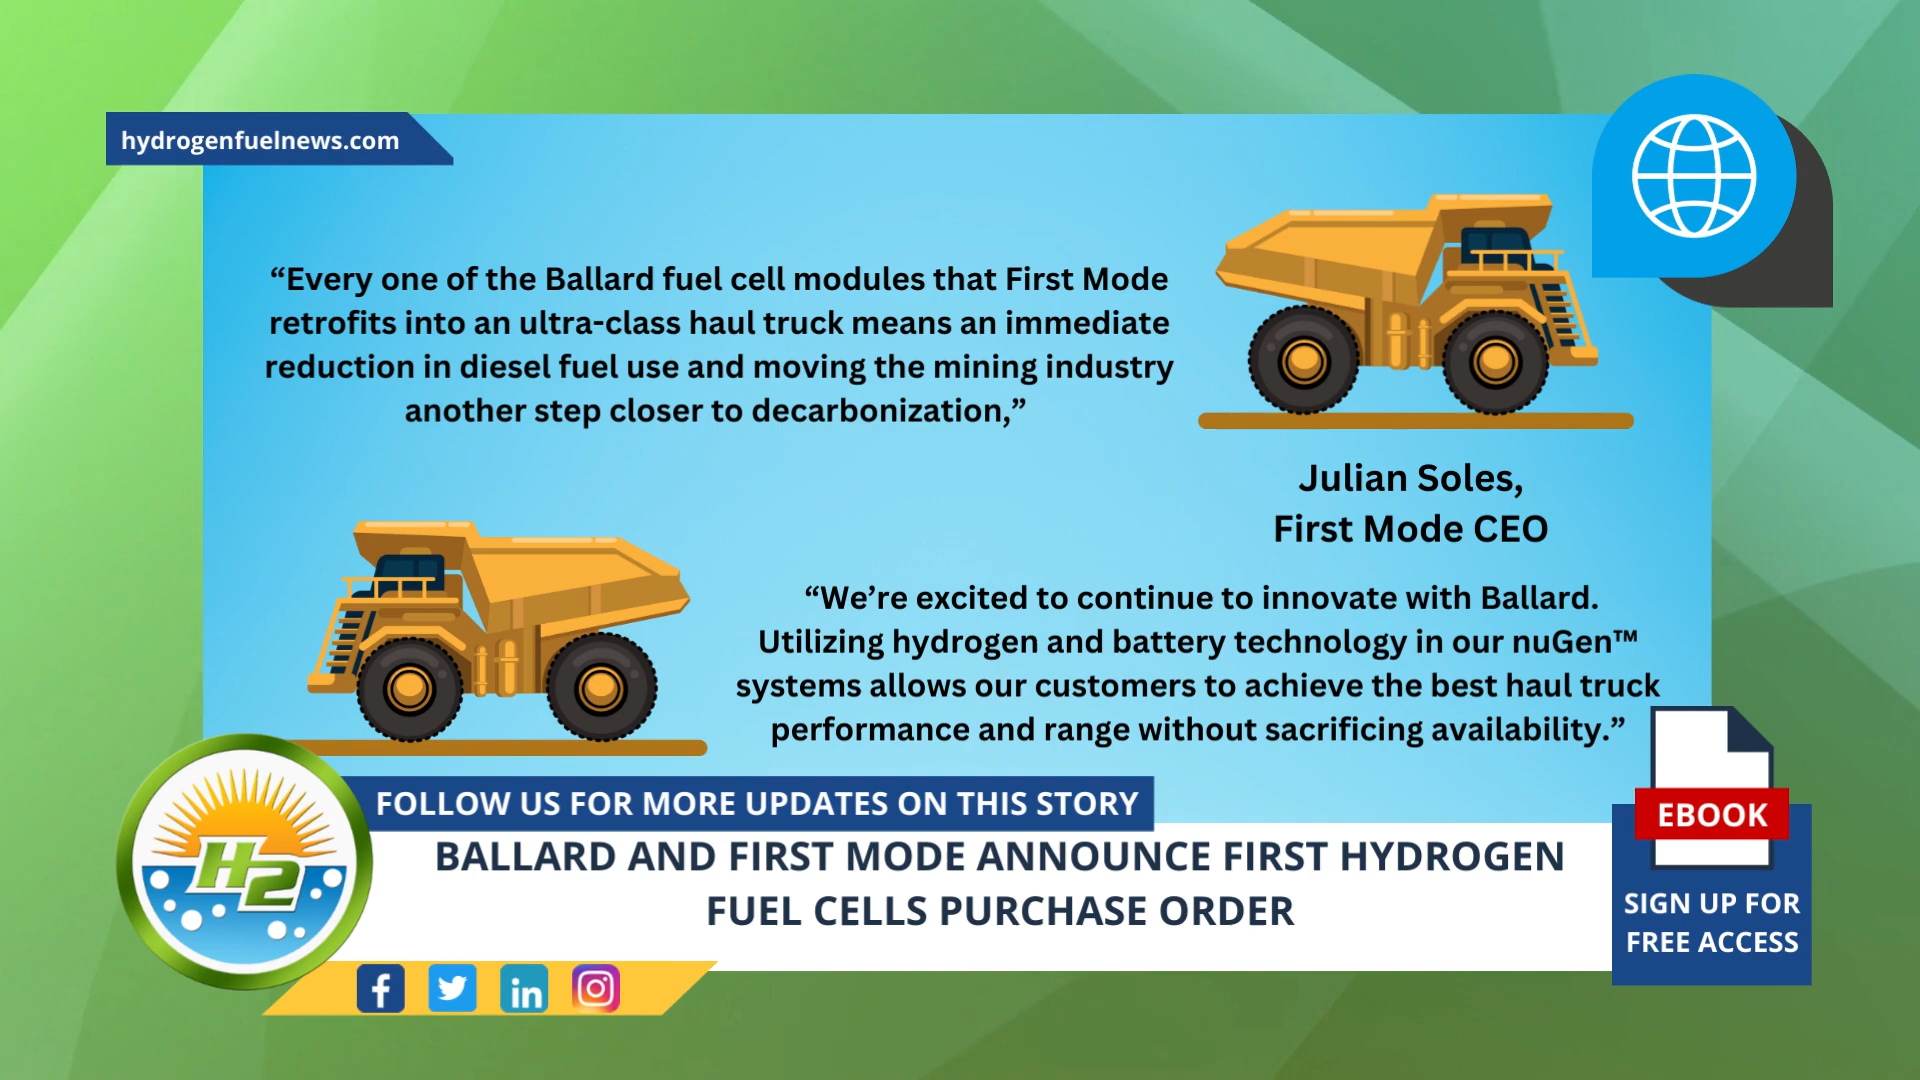 hydrogenfuelnews.com
“Every one of the Ballard fuel cell modules that First Mode
retrofits into an ultra-class haul truck means an immediate
reduction in diesel fuel use and moving the mining industry
another step closer to decarbonization,”
Julian Soles,
First Mode CEO
“We’re excited to continue to innovate with Ballard.
Utilizing hydrogen and battery technology in our nuGen™
systems allows our customers to achieve the best haul truck
performance and range without sacrificing availability.”
FOLLOW US FOR MORE UPDATES ON THIS STORY
BALLARD AND FIRST MODE ANNOUNCE FIRST HYDROGEN
FUEL CELLS PURCHASE ORDER
H2
EBOOK
SIGN UP FOR
FREE ACCESS
f
in